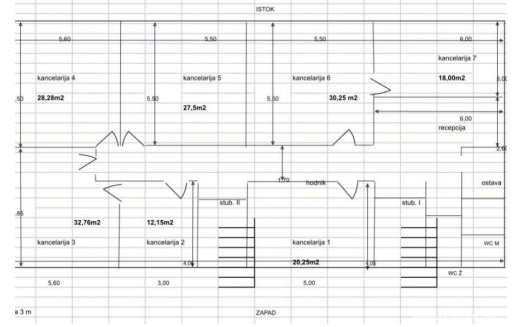 ISTOK
5,60 5,50 5,50 6,00
kancelarija 7
kancelarija 4 kancelarija 5 kancelarija 6 18,00m2
28,28m2 27,5m2 30,25 m2
,50 5,50 5,50
6,00
recepcija
1,70 hodnik ostava
stub. II stub. I
,85
32,76m2 12,15m2
kancelarija 3 kancelarija 2 kancelarija 1 WC M
20,25m2
WC Ž
5,60 3,00 5,00
a 3 m ZAPAD